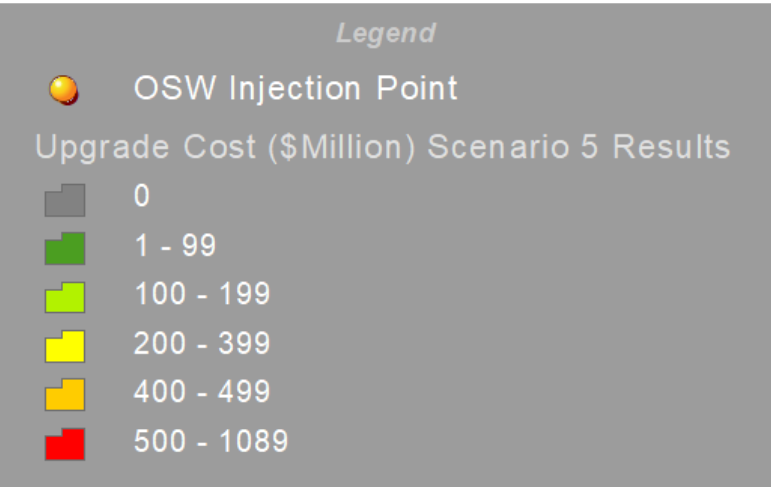 Legend
OSW Injection Point
Upgrade Cost ($Million) Scenario 5 Results
0
1 - 99
100 - 199
200 - 399
400 - 499
500 - 1089